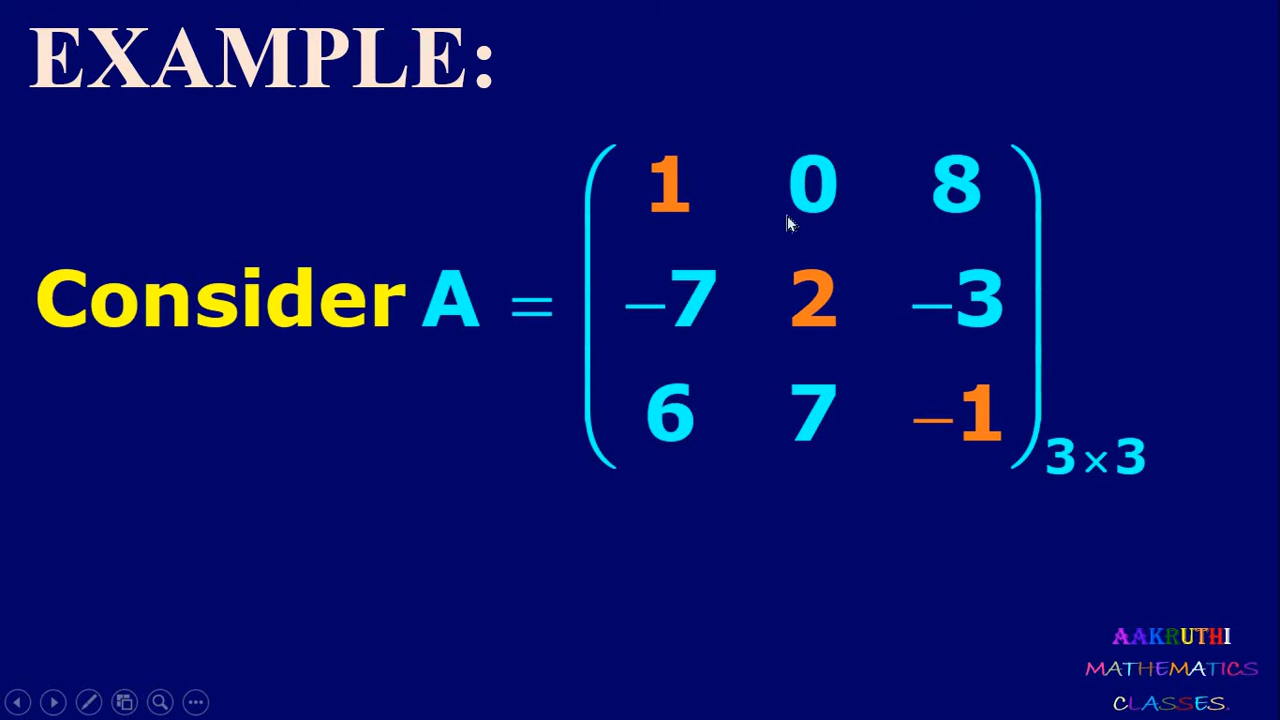 EXAMPLE:
1 0 8
Consider A = –7 2 –3
6 7 –1
3×3
AAKRUTHI
MATHEMATICS
CLASSES.